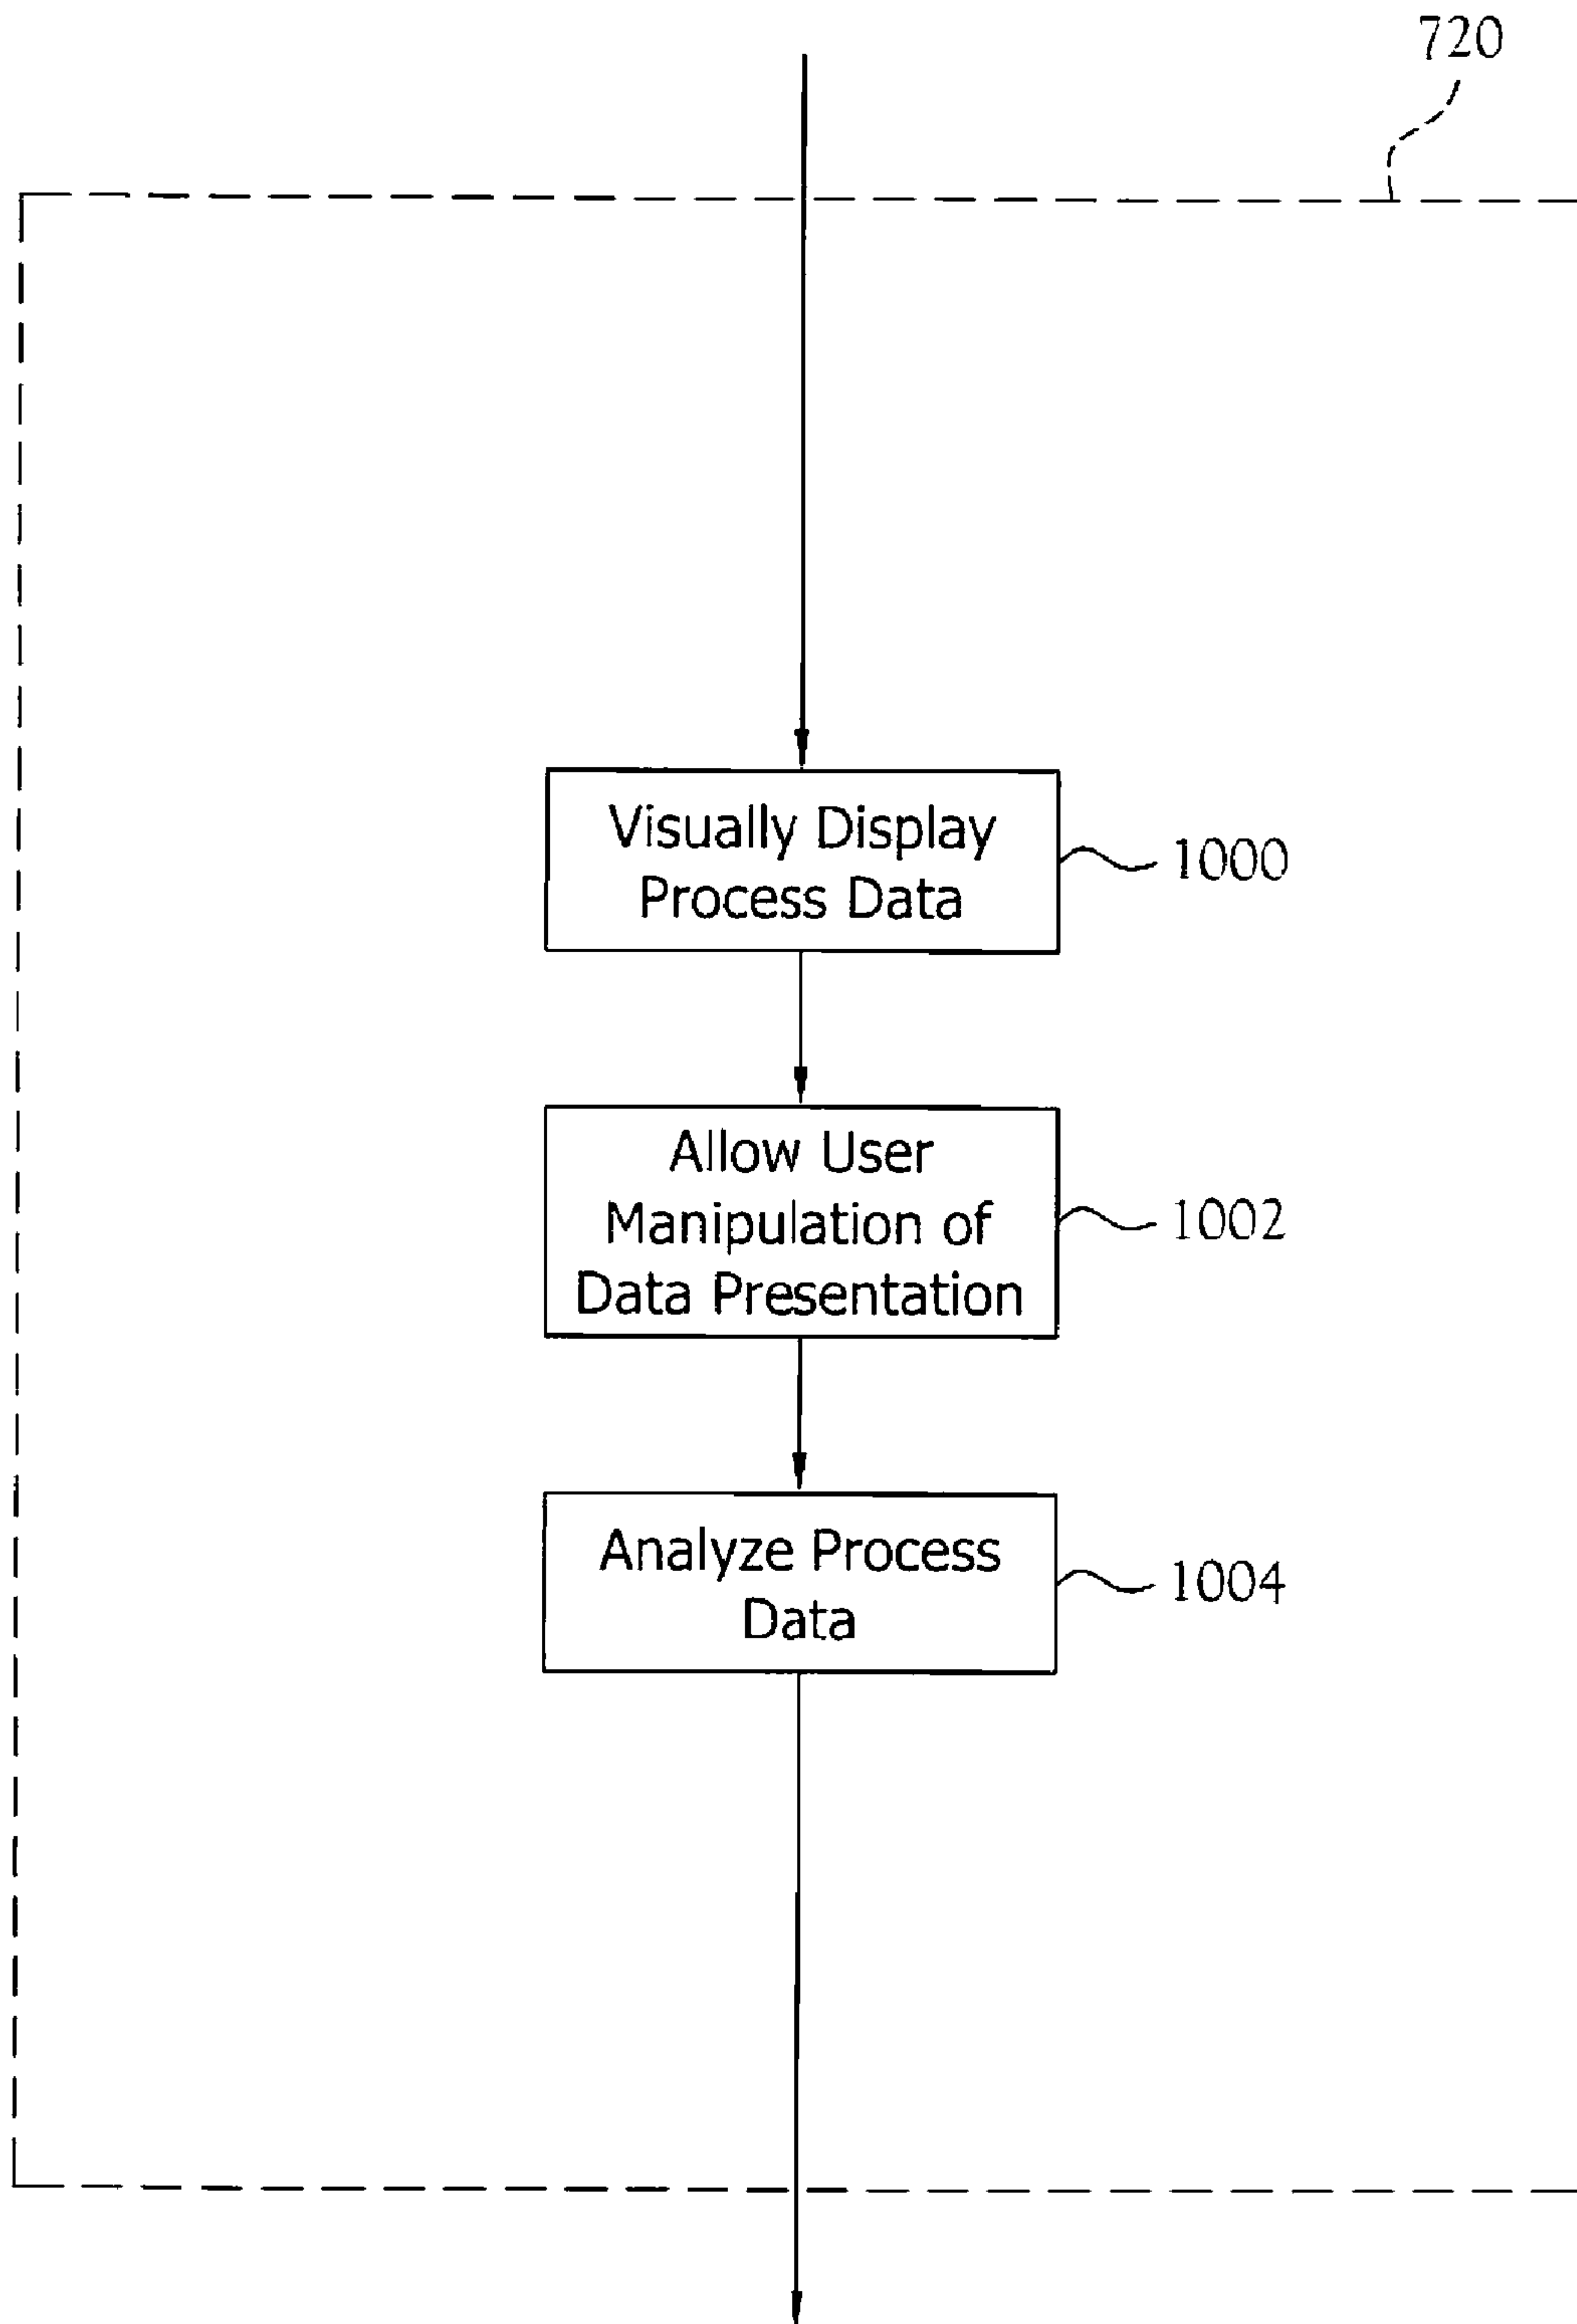 720
Visually Display
Process Data
1000
Allow User
Manipulation of
Data Presentation
1002
Analyze Process
Data
1004